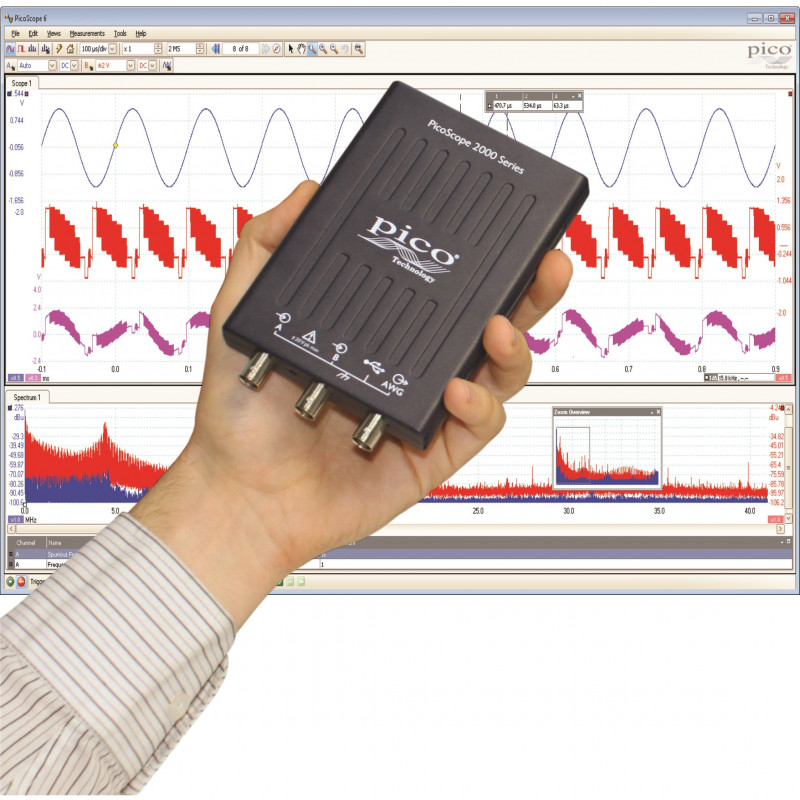 PicoScope 6
File Edit Views Measurements Tools Help
100 µs/div x 1 2 MS 8 of 8
pico
Technology
A Auto DC B ±2 V DC
Scope 1
1 2 Δ
470.7 µs 534.0 µs 63.3 µs
V
0.744
-0.056
-0.856
-1.656
-2.0
V
2.0
1.356
0.556
-0.244
-1.044
-2.0
V
4.0
2.4
0.0
-2.4
-0.1 0.0 0.1 0.6 0.7 0.8 0.9
x1.0 ms
PicoScope 2000 Series
pico
Technology
A
B
AWG
Spectrum 1
dBu
-29.3
-39.49
-49.68
-59.87
-70.07
-80.26
-90.45
-100.6
0.0 5.0 25.0 30.0 35.0 40.0
MHz
Zoom Overview
-4.24
dBu
-34.82
-45.01
-55.21
-65.4
-75.59
-85.78
-95.97
-106.2
Channel Name
A Spurious Fr
A Frequ
1
Trigg